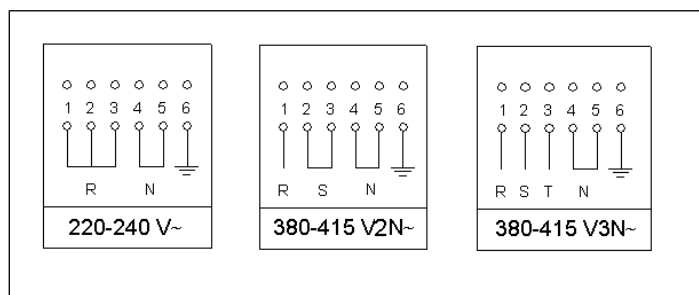 1 2 3 4 5 6
R N
220-240 V~
1 2 3 4 5 6
R S N
380-415 V2N~
1 2 3 4 5 6
R S T N
380-415 V3N~